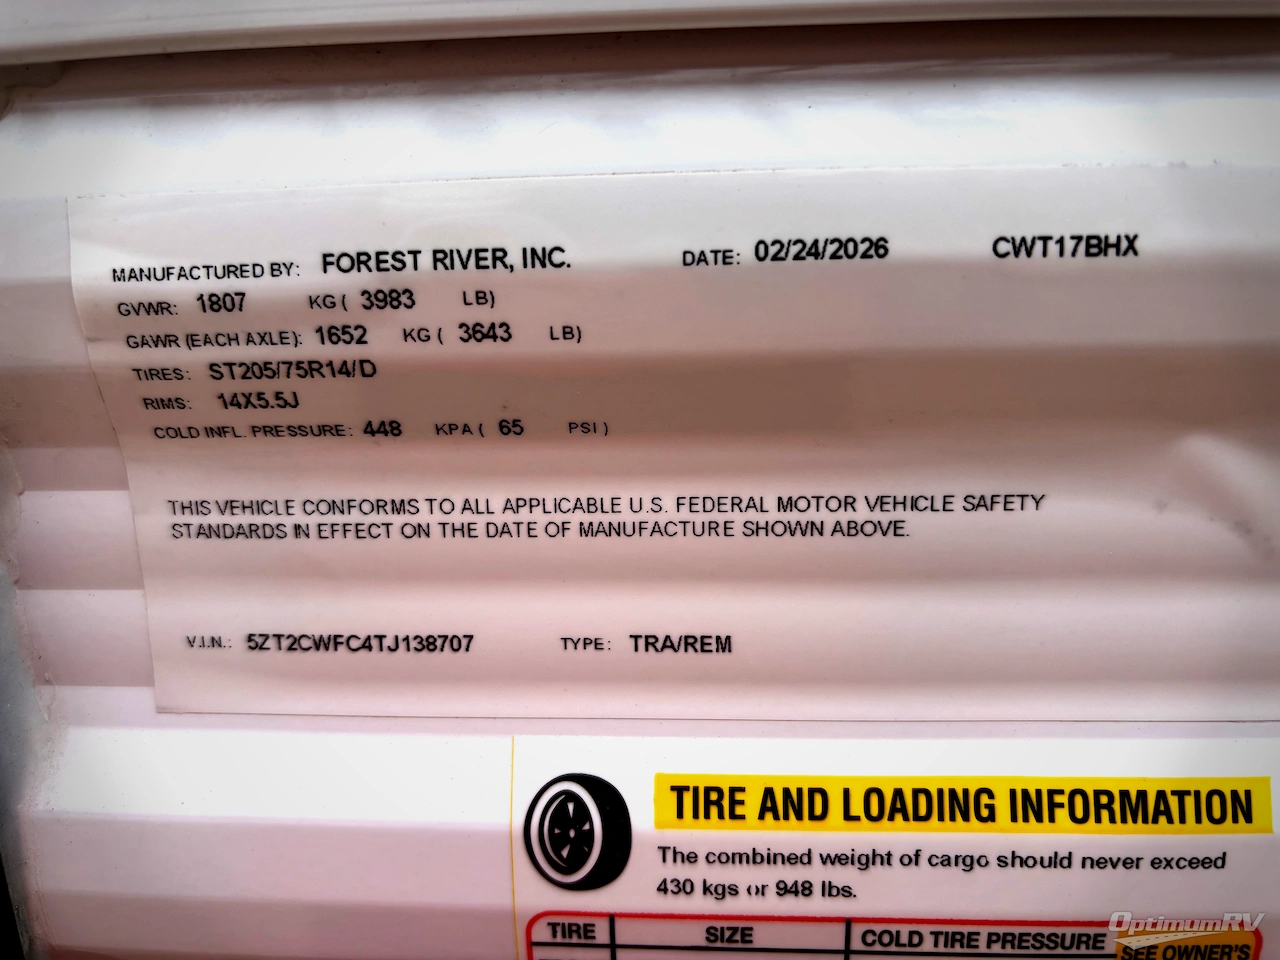 MANUFACTURED BY: FOREST RIVER, INC. DATE: 02/24/2026 CWT17BHX
GVWR: 1807 KG ( 3983 LB)
GAWR (EACH AXLE): 1652 KG ( 3643 LB)
TIRES: ST205/75R14/D
RIMS: 14X5.5J
COLD INFL. PRESSURE: 448 KPA ( 65 PSI )
THIS VEHICLE CONFORMS TO ALL APPLICABLE U.S. FEDERAL MOTOR VEHICLE SAFETY
STANDARDS IN EFFECT ON THE DATE OF MANUFACTURE SHOWN ABOVE.
V.I.N.: 5ZT2CWFC4TJ138707 TYPE: TRA/REM
TIRE AND LOADING INFORMATION
The combined weight of cargo should never exceed
430 kgs or 948 lbs.
TIRE SIZE COLD TIRE PRESSURE SEE OWNER'S
OptimumRV